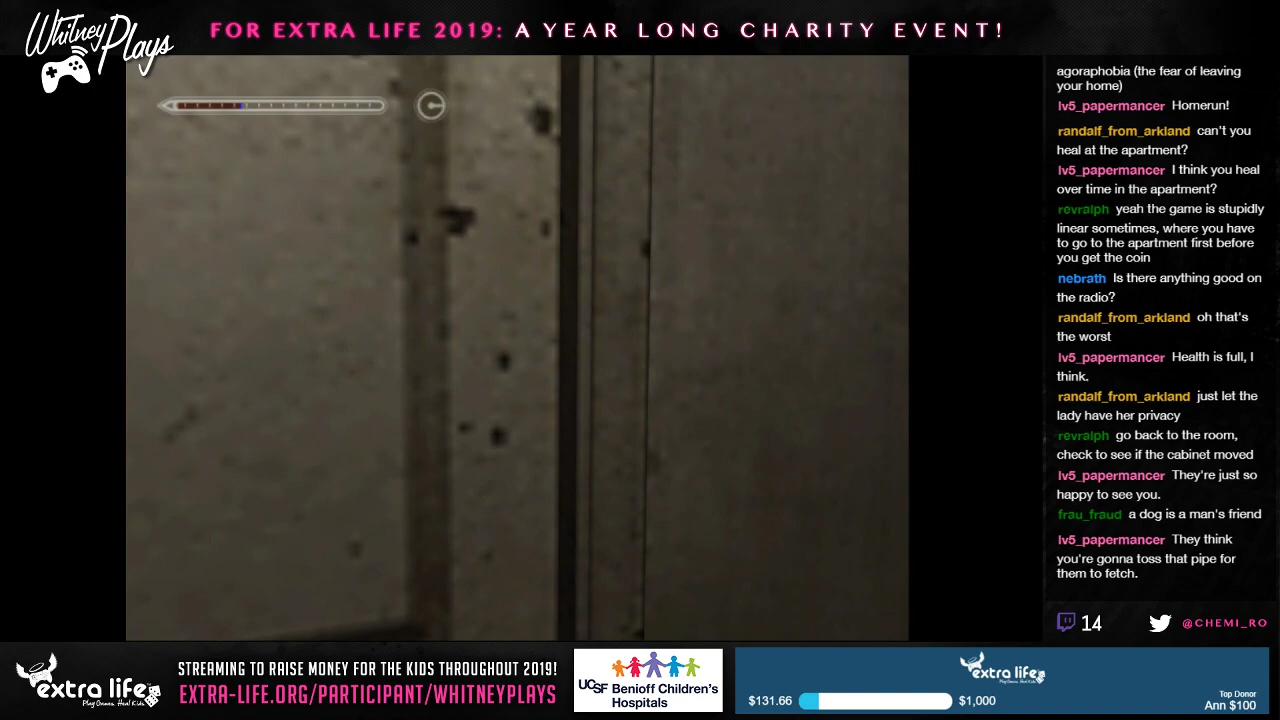 Whitney Plays
FOR EXTRA LIFE 2019: A YEAR LONG CHARITY EVENT!
agoraphobia (the fear of leaving
your home)
lv5_papermancer Homerun!
randalf_from_arkland can't you
heal at the apartment?
lv5_papermancer I think you heal
over time in the apartment?
revralph yeah the game is stupidly
linear sometimes, where you have
to go to the apartment first before
you get the coin
nebrath Is there anything good on
the radio?
randalf_from_arkland oh that's
the worst
lv5_papermancer Health is full, I
think.
randalf_from_arkland just let the
lady have her privacy
revralph go back to the room,
check to see if the cabinet moved
lv5_papermancer They're just so
happy to see you.
frau_fraud a dog is a man's friend
lv5_papermancer They think
you're gonna toss that pipe for
them to fetch.
14
@CHEMI_RO
extra life
Play Games. Heal Kids.
STREAMING TO RAISE MONEY FOR THE KIDS THROUGHOUT 2019!
EXTRA-LIFE.ORG/PARTICIPANT/WHITNEYPLAYS
UCSF Benioff Children's
Hospitals
extra life
Play Games. Heal Kids.
$131.66
$1,000
Top Donor
Ann $100